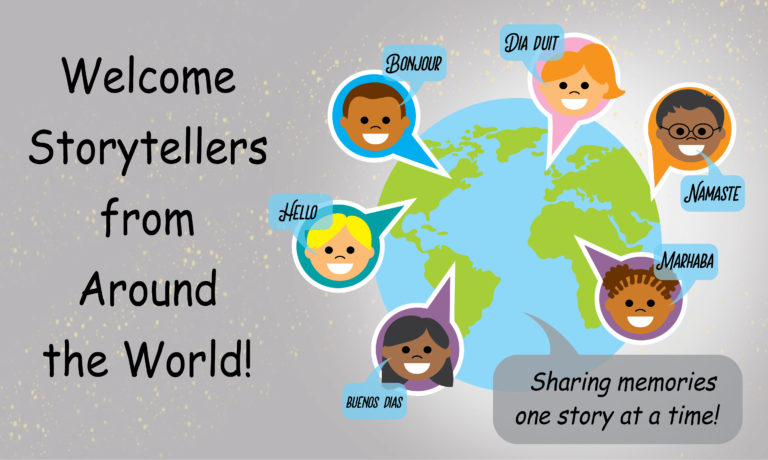 Welcome
Storytellers
from
Around
the World!
Bonjour
Dia duit
Namaste
Hello
Marhaba
buenos dias
Sharing memories
one story at a time!